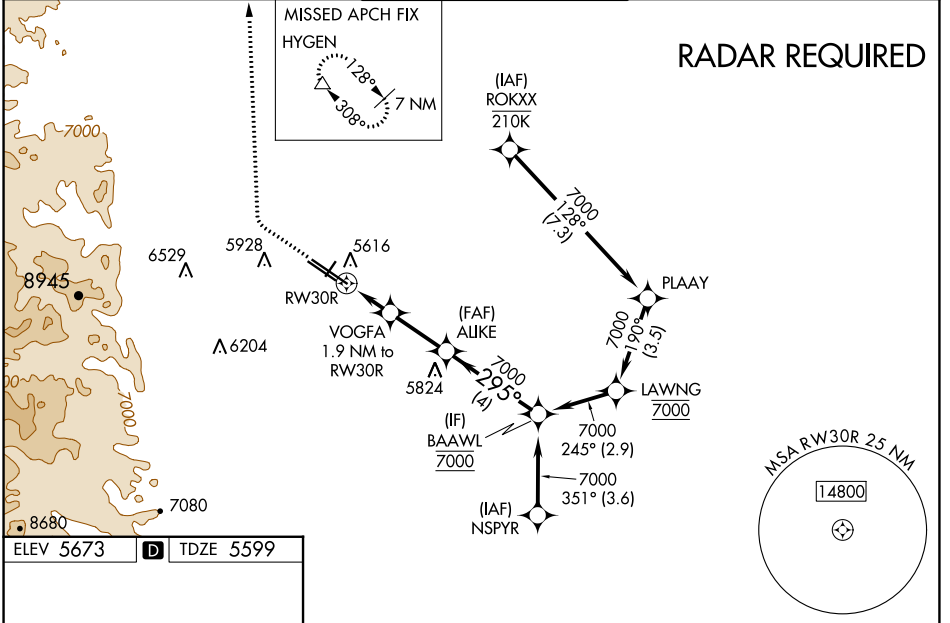 MISSED APCH FIX
HYGEN
128°
308°
7 NM
RADAR REQUIRED
(IAF)
ROKXX
210K
7000
128°
(7.3)
PLAAY
7000
190°
(3.5)
LAWNG
7000
7000
245° (2.9)
7000
351° (3.6)
(IAF)
NSPYR
(IF)
BAAWL
7000
7000
295°
(4)
(FAF)
ALIKE
5824
VOGFA
1.9 NM to
RW30R
RW30R
5616
5928
6529
6204
7000
8945
7000
7080
8680
MSA RW30R 25 NM
14800
ELEV 5673
D
TDZE 5599